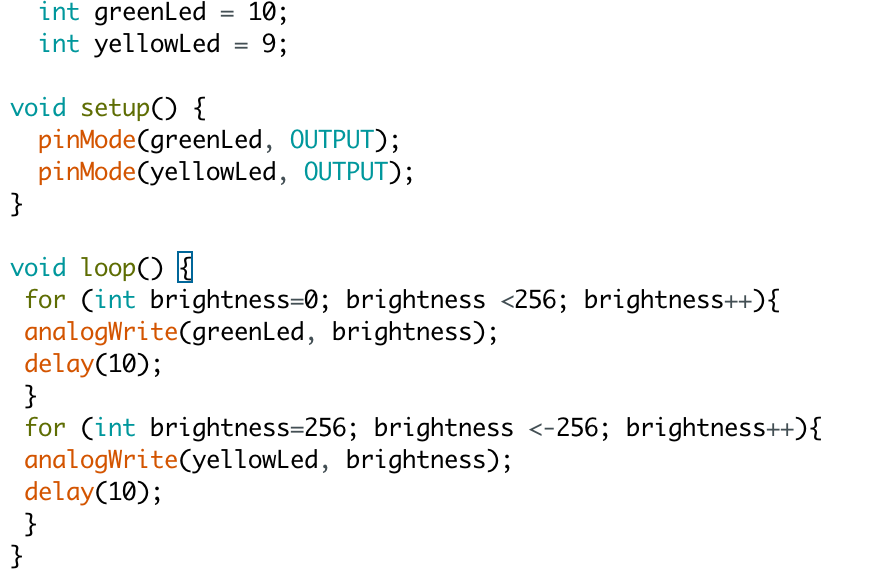 int greenLed = 10;
int yellowLed = 9;
void setup() {
pinMode(greenLed, OUTPUT);
pinMode(yellowLed, OUTPUT);
}
void loop() {
for (int brightness=0; brightness <256; brightness++){
analogWrite(greenLed, brightness);
delay(10);
}
for (int brightness=256; brightness <-256; brightness++){
analogWrite(yellowLed, brightness);
delay(10);
}
}